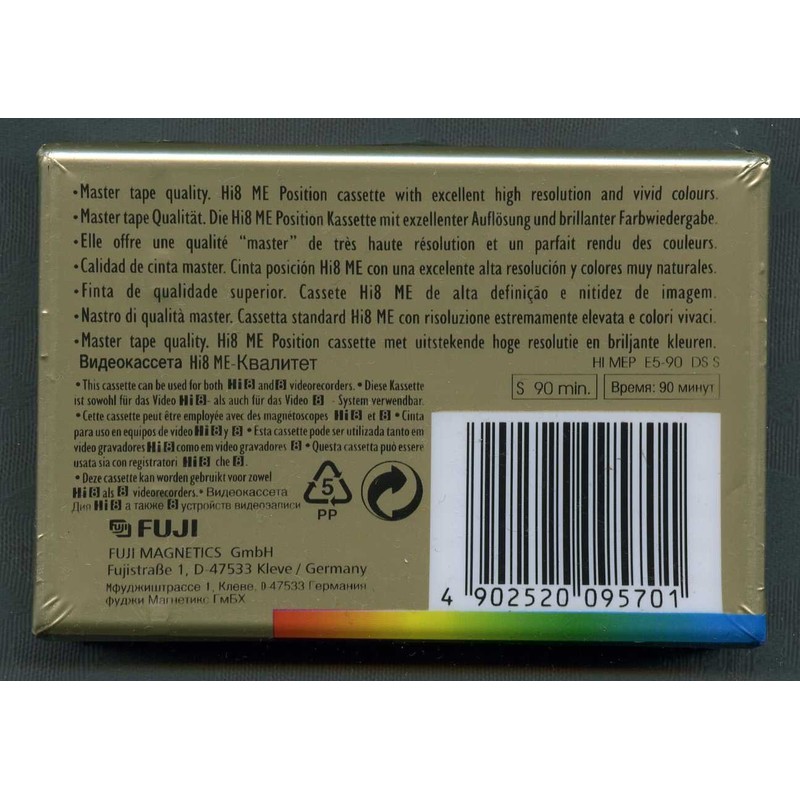 •Master tape quality. Hi8 ME Position cassette with excellent high resolution and vivid colours.
•Master tape Qualität. Die Hi8 ME Position Kassette mit exzellenter Auflösung und brillanter Farbwiedergabe.
•Elle offre une qualité “master” de très haute résolution et un parfait rendu des couleurs.
•Calidad de cinta master. Cinta posición Hi8 ME con una excelente alta resolución y colores muy naturales.
•Finta de qualidade superior. Cassete Hi8 ME de alta definição e nitidez de imagem.
•Nastro di qualità master. Cassetta standard Hi8 ME con risoluzione estremamente elevata e colori vivaci.
•Master tape quality. Hi8 ME Position cassette met uitstekende hoge resolutie en briljante kleuren.
Видеокассета Hi8 ME-Квалитет
HI MEP E5-90 DS S
S 90 min.
Время: 90 минут
•This cassette can be used for both Hi8 and 8 videorecorders. •Diese Kassette
ist sowohl für das Video Hi8- als auch für das Video 8 - System verwendbar.
•Cette cassette peut être employée avec des magnétoscopes Hi8 et 8 •Cinta
para uso en equipos de video Hi8 y 8 •Esta cassette pode ser utilizada tanto em
video gravadores Hi8 como em video gravadores 8 •Questa cassetta può essere
usata sia con registratori Hi8 che 8.
•Deze cassette kan worden gebruikt voor zowel
Hi8 als 8 videorecorders. •Видеокассета
Дия Hi8 а также 8 устройств видеозаписи
5
PP
FUJI FUJI
FUJI MAGNETICS GmbH
Fujistraße 1, D-47533 Kleve / Germany
Мфуджиштрассе 1, Клеве, D-47533 Германия
фуджи Магнетикс ГмБХ
4 902520 095701